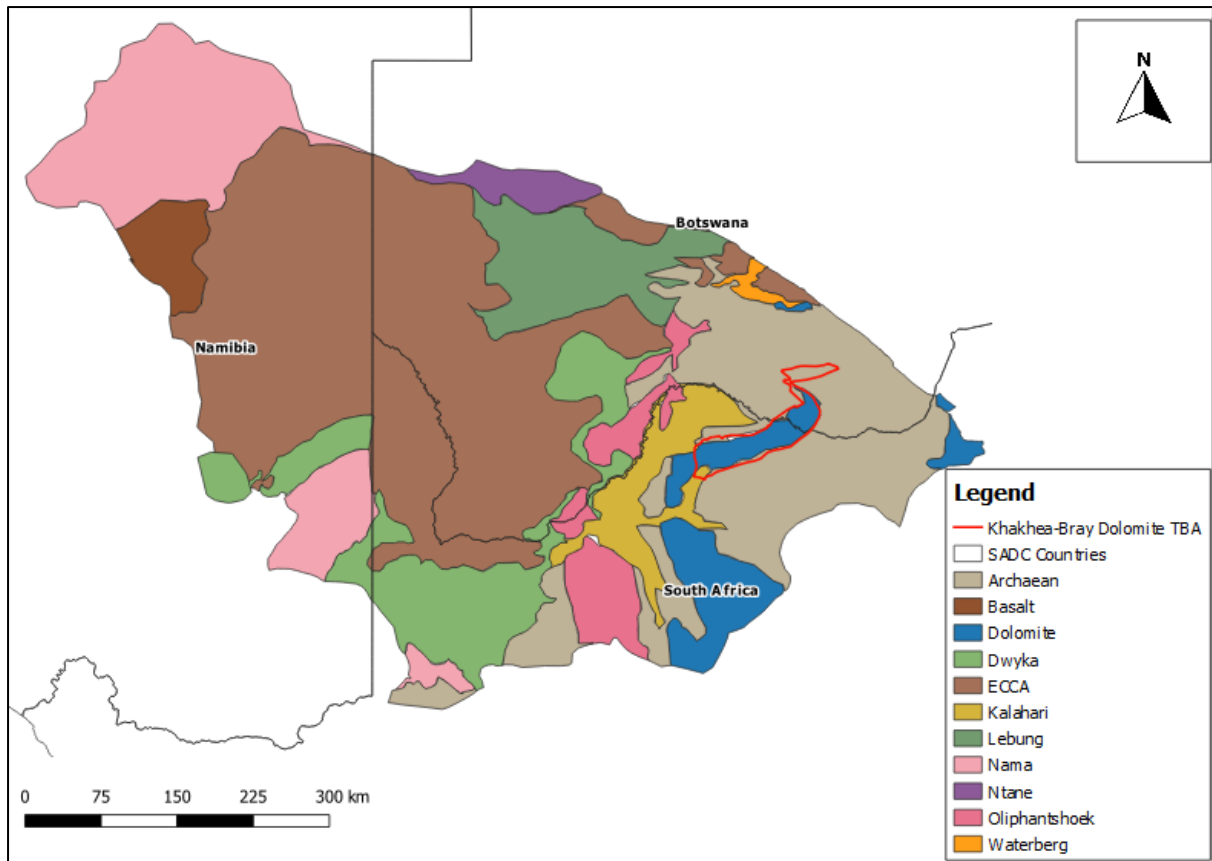 N
Botswana
Namibia
South Africa
Legend
Khakhea-Bray Dolomite TBA
SADC Countries
Archaean
Basalt
Dolomite
Dwyka
ECCA
Kalahari
Lebung
Nama
Ntane
Oliphantshoek
Waterberg
0 75 150 225 300 km